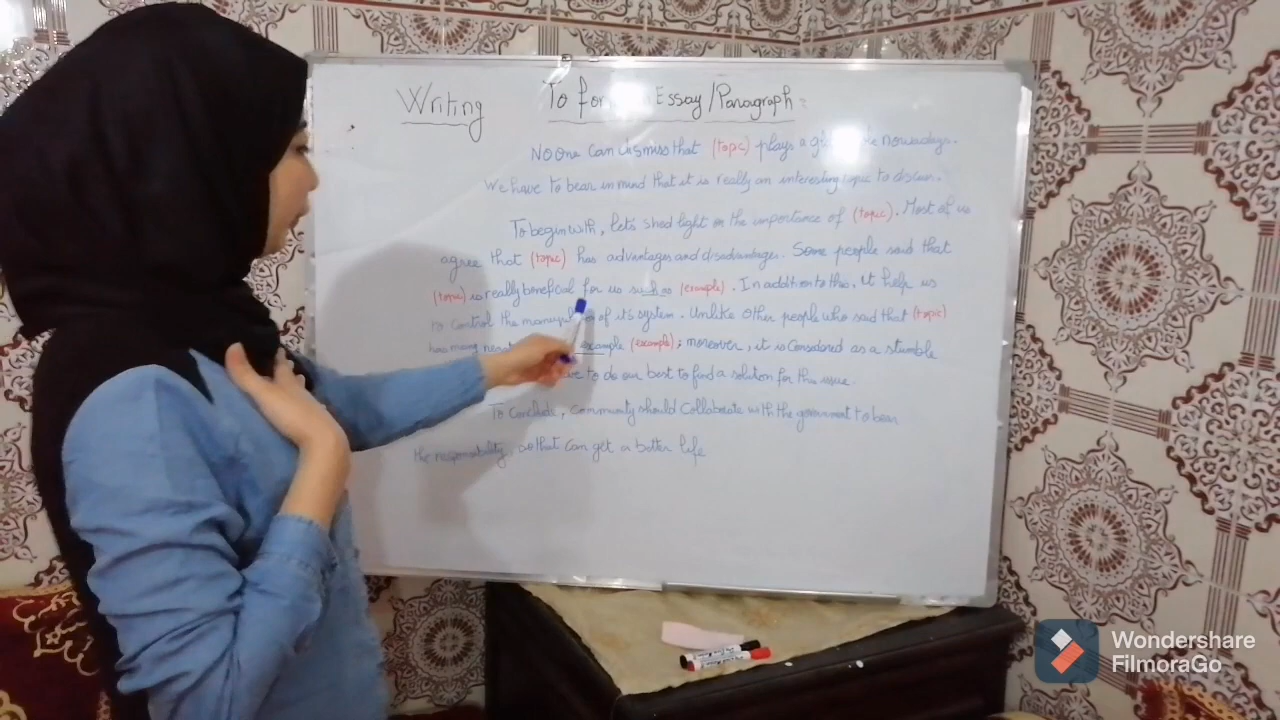 Writing To for Essay/Paragraph:
No one can dismiss that (topic) plays a nowadays.
We have to bear in mind that it is really an interesting topic to discuss.
To begin with, let's shed light on the importance of (topic). Most of us
agree that (topic) has advantages and disadvantages. Some people said that
(topic) is really beneficial for us such as (example). In addition to this, it help us
to control the of its system. Unlike other people who said that (topic)
has many example (example); moreover, it is considered as a stumble
to do our best to find a solution for this issue.
To conclude, community should collaborate with the goverment to bear
the responsibility, so that can get a better life
Wondershare
FilmoraGo